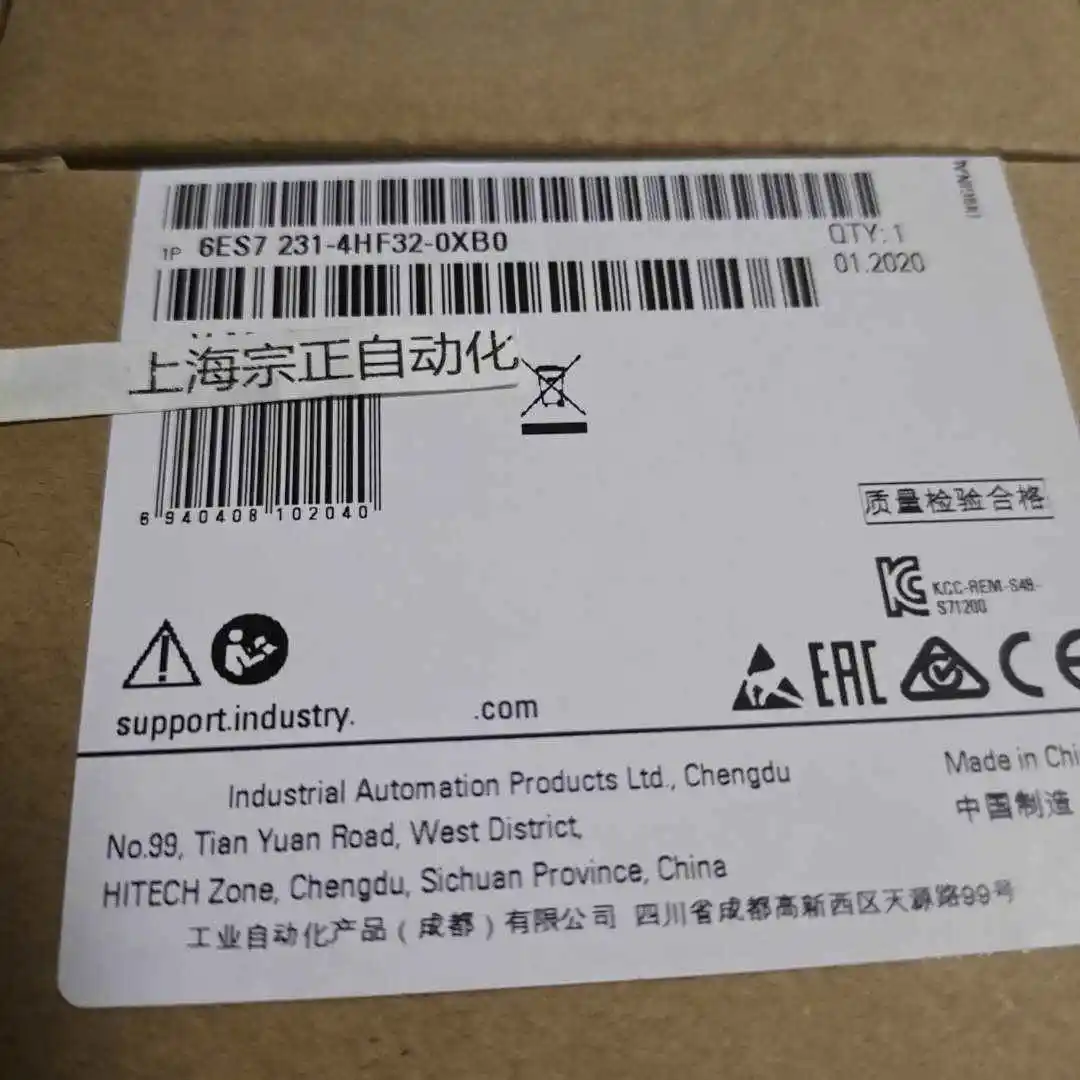 1P 6ES7 231-4HF32-0XB0
QTY: 1
01.2020
上海宗正自动化
6 940408 102040
质量检验合格
KCC-REM-S49-
S71200
EAC
CE
support.industry. .com
Industrial Automation Products Ltd., Chengdu
No.99, Tian Yuan Road, West District,
HITECH Zone, Chengdu, Sichuan Province, China
工业自动化产品（成都）有限公司 四川省成都高新西区天源路99号
Made in Chi
中国制造